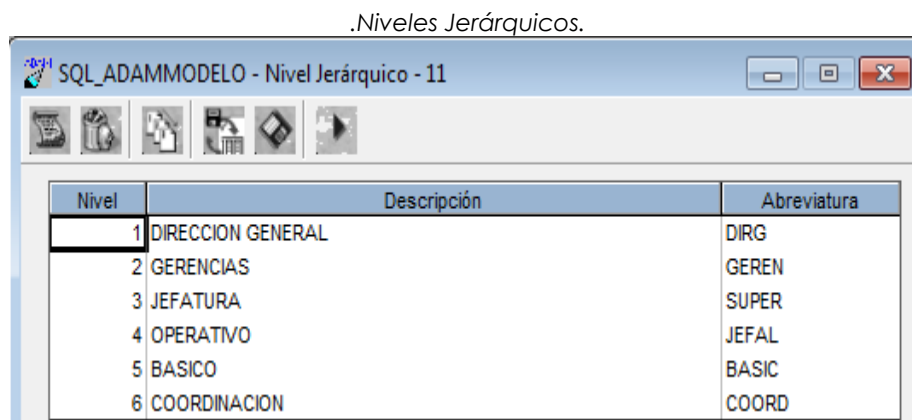 .Niveles Jerárquicos.
SQL_ADAMMODELO - Nivel Jerárquico - 11
Nivel Descripción Abreviatura
1 DIRECCION GENERAL DIRG
2 GERENCIAS GEREN
3 JEFATURA SUPER
4 OPERATIVO JEFAL
5 BASICO BASIC
6 COORDINACION COORD